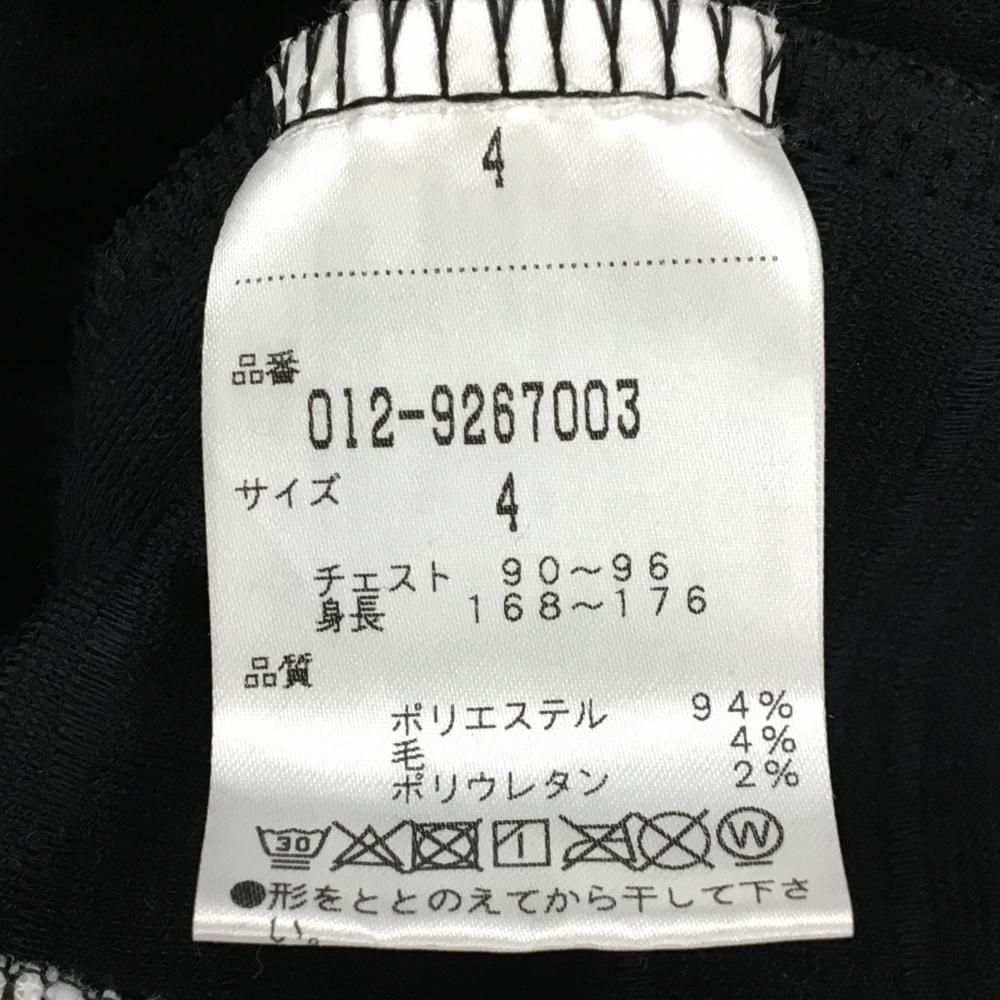 4
品番
012-9267003
サイズ 4
チェスト 90～96
身長 168～176
品質
ポリエステル 94%
毛 4%
ポリウレタン 2%
30 W
●形をととのえてから干して下さ
い。